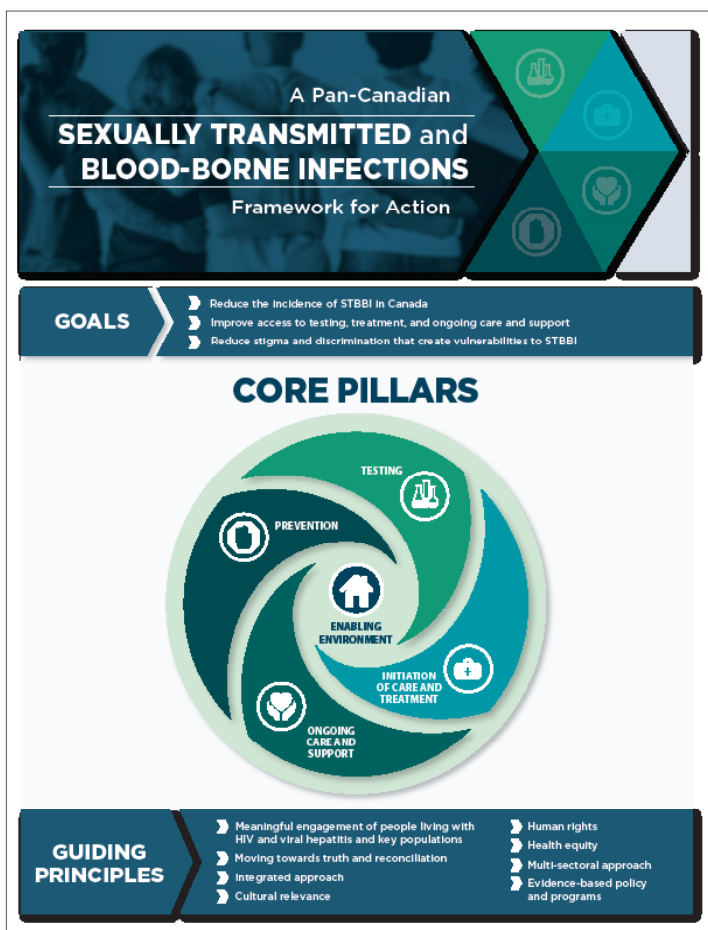 A Pan-Canadian
SEXUALLY TRANSMITTED and
BLOOD-BORNE INFECTIONS
Framework for Action
GOALS
Reduce the incidence of STBBI in Canada
Improve access to testing, treatment, and ongoing care and support
Reduce stigma and discrimination that create vulnerabilities to STBBI
CORE PILLARS
TESTING
PREVENTION
ENABLING
ENVIRONMENT
INITIATION
OF CARE AND
TREATMENT
ONGOING
CARE AND
SUPPORT
GUIDING
PRINCIPLES
Meaningful engagement of people living with
HIV and viral hepatitis and key populations
Moving towards truth and reconciliation
Integrated approach
Cultural relevance
Human rights
Health equity
Multi-sectoral approach
Evidence-based policy
and programs